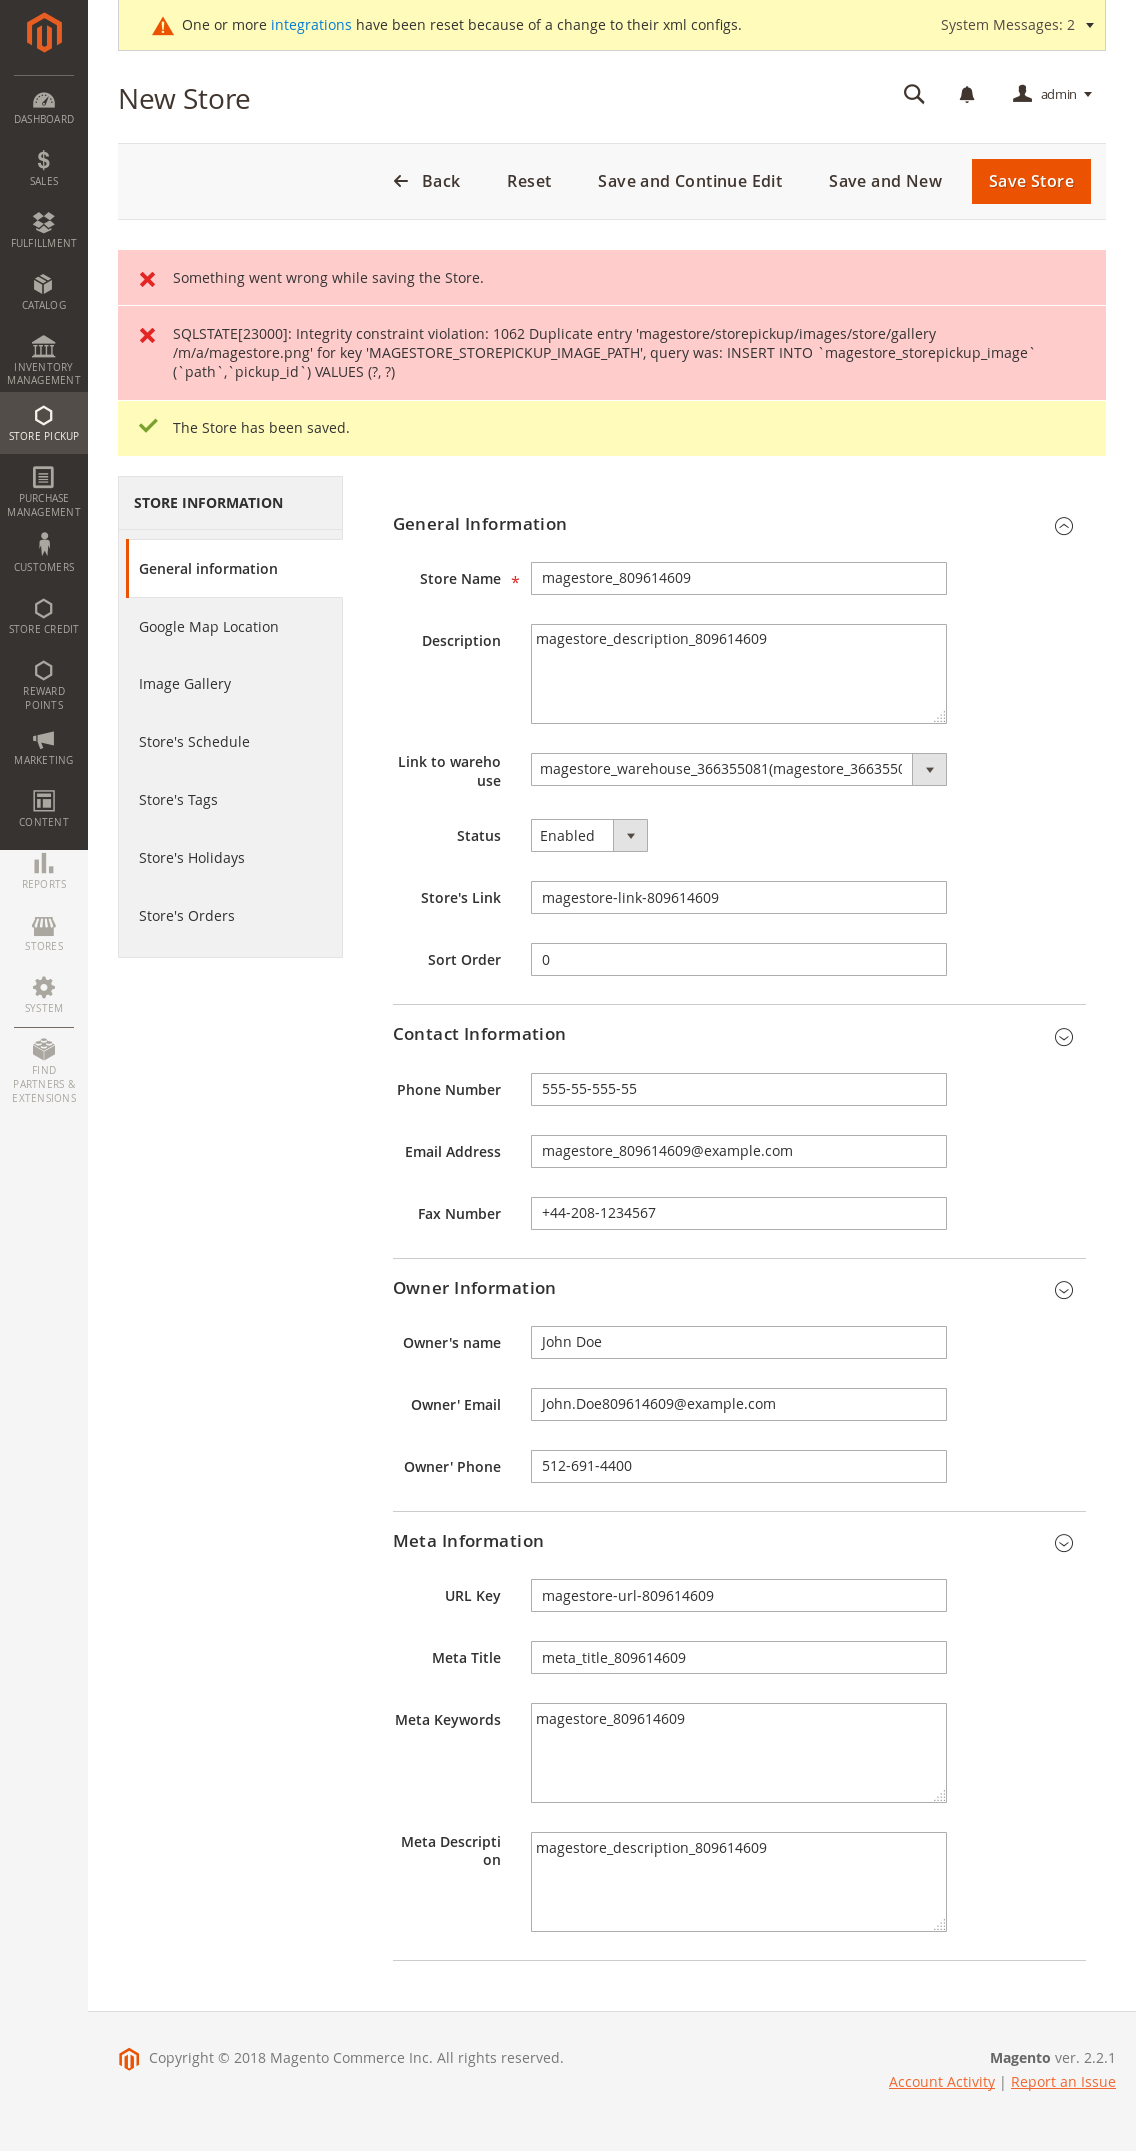 One or more integrations have been reset because of a change to their xml configs.
System Messages: 2
New Store
admin
Back
Reset
Save and Continue Edit
Save and New
Save Store
Something went wrong while saving the Store.
SQLSTATE[23000]: Integrity constraint violation: 1062 Duplicate entry 'magestore/storepickup/images/store/gallery
/m/a/magestore.png' for key 'MAGESTORE_STOREPICKUP_IMAGE_PATH', query was: INSERT INTO `magestore_storepickup_image`
(`path`,`pickup_id`) VALUES (?, ?)
The Store has been saved.
DASHBOARD
SALES
FULFILLMENT
CATALOG
INVENTORY
MANAGEMENT
STORE PICKUP
PURCHASE
MANAGEMENT
CUSTOMERS
STORE CREDIT
REWARD
POINTS
MARKETING
CONTENT
REPORTS
STORES
SYSTEM
FIND
PARTNERS &
EXTENSIONS
STORE INFORMATION
General information
Google Map Location
Image Gallery
Store's Schedule
Store's Tags
Store's Holidays
Store's Orders
General Information
Store Name *
magestore_809614609
Description
magestore_description_809614609
Link to wareho
use
magestore_warehouse_366355081(magestore_3663550
Status
Enabled
Store's Link
magestore-link-809614609
Sort Order
0
Contact Information
Phone Number
555-55-555-55
Email Address
magestore_809614609@example.com
Fax Number
+44-208-1234567
Owner Information
Owner's name
John Doe
Owner' Email
John.Doe809614609@example.com
Owner' Phone
512-691-4400
Meta Information
URL Key
magestore-url-809614609
Meta Title
meta_title_809614609
Meta Keywords
magestore_809614609
Meta Descripti
on
magestore_description_809614609
Copyright © 2018 Magento Commerce Inc. All rights reserved.
Magento ver. 2.2.1
Account Activity | Report an Issue